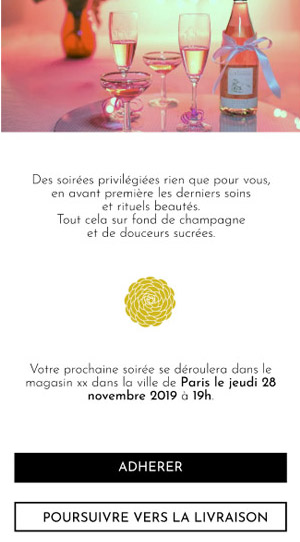 Des soirées privilégiées rien que pour vous,
en avant première les derniers soins
et rituels beautés.
Tout cela sur fond de champagne
et de douceurs sucrées.
Votre prochaine soirée se déroulera dans le
magasin xx dans la ville de Paris le jeudi 28
novembre 2019 à 19h.
ADHERER
POURSUIVRE VERS LA LIVRAISON